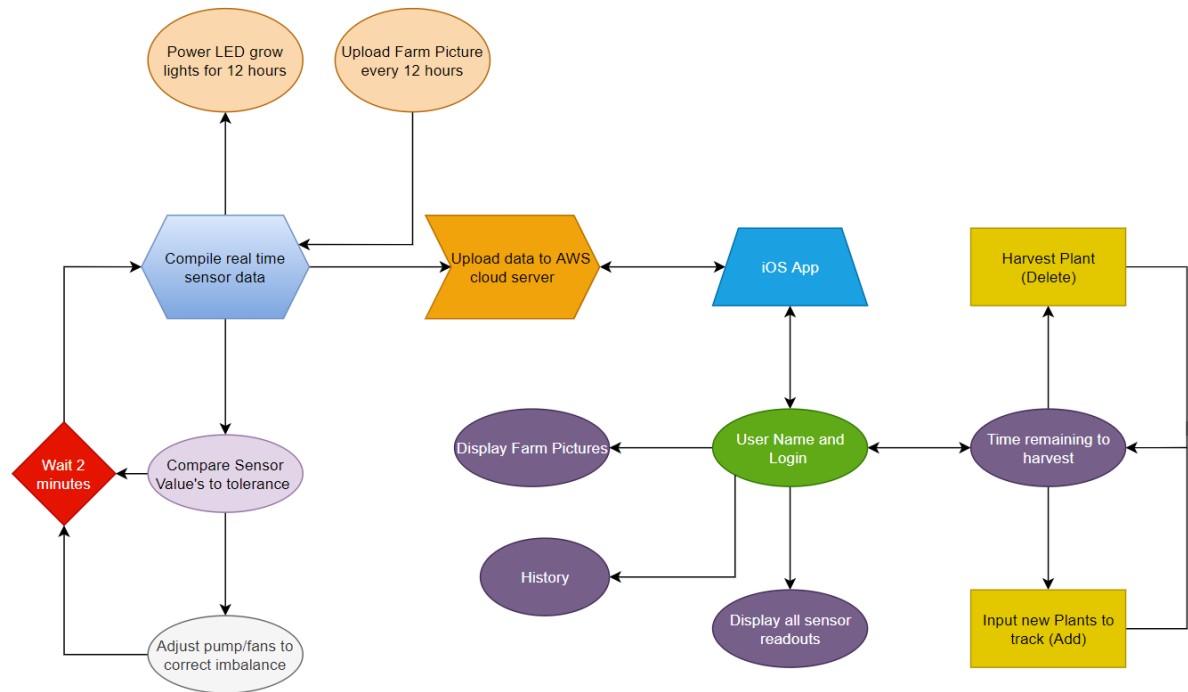 Power LED grow
lights for 12 hours
Upload Farm Picture
every 12 hours
Compile real time
sensor data
Upload data to AWS
cloud server
iOS App
Harvest Plant
(Delete)
Wait 2
minutes
Compare Sensor
Value's to tolerance
Display Farm Pictures
User Name and
Login
Time remaining to
harvest
History
Display all sensor
readouts
Input new Plants to
track (Add)
Adjust pump/fans to
correct imbalance